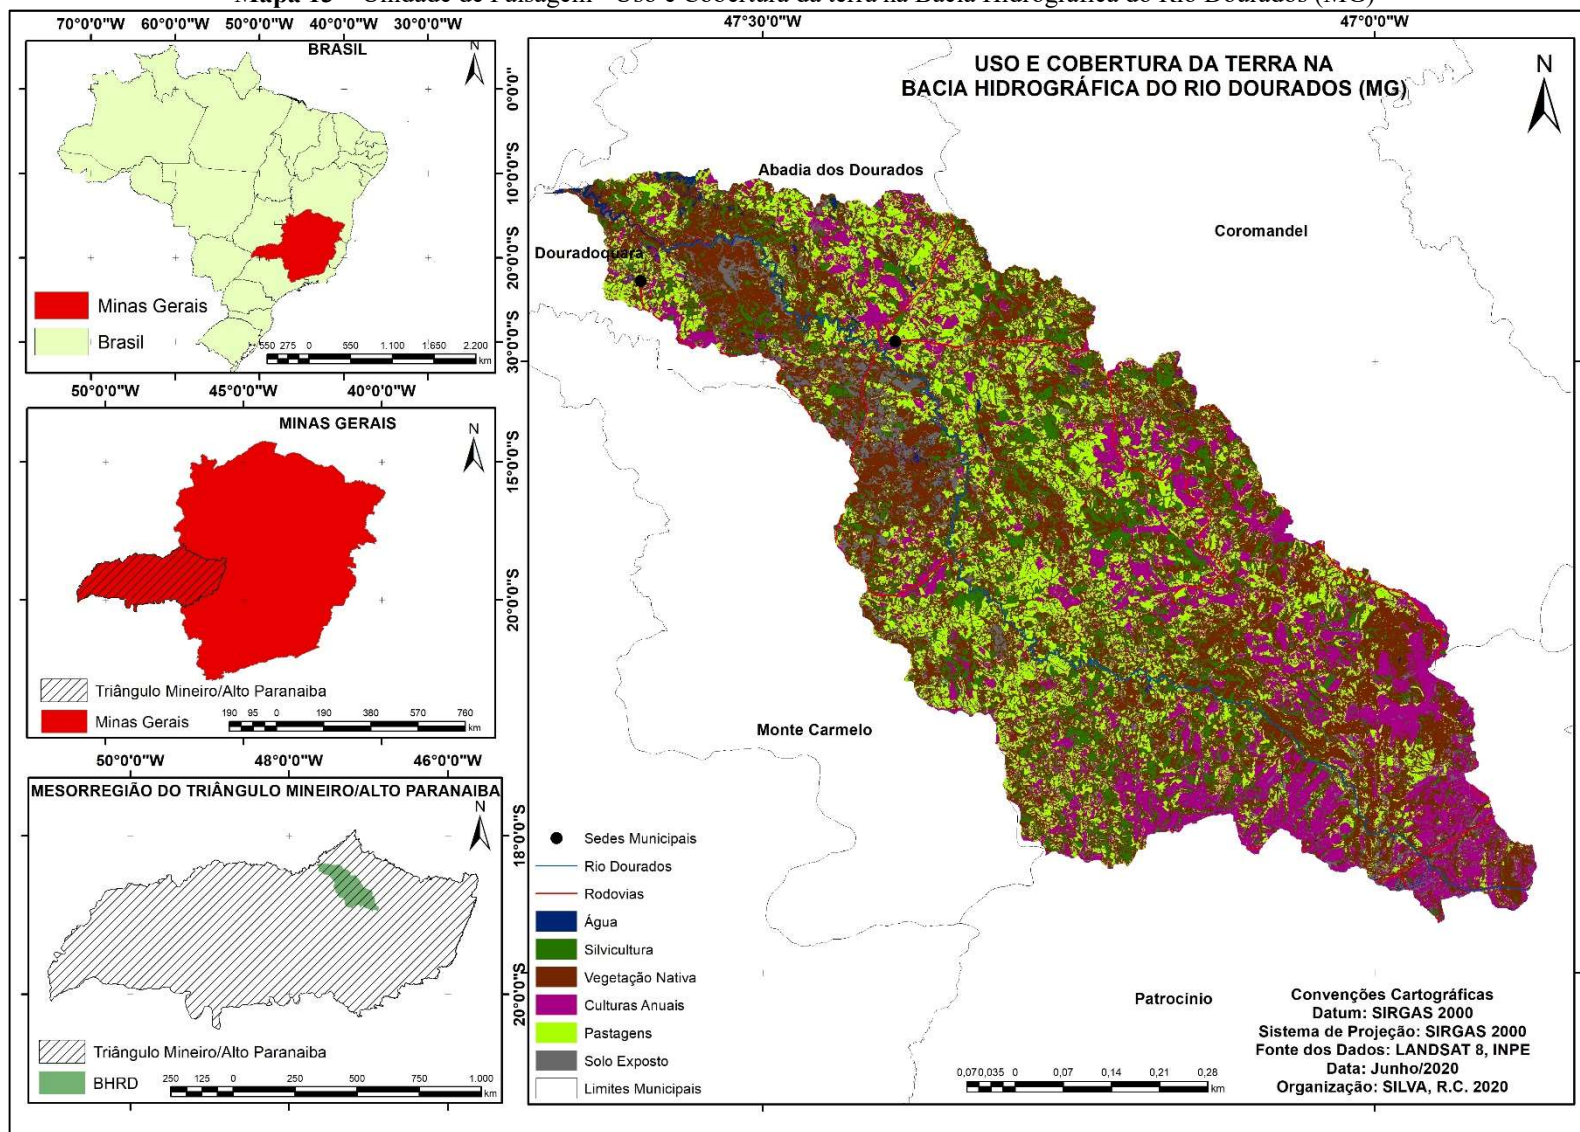 Mapa 15 – Unidade de Paisagem - Uso e Cobertura da terra na Bacia Hidrográfica do Rio Dourados (MG)
70°0'0"W 60°0'0"W 50°0'0"W 40°0'0"W 30°0'0"W
BRASIL
N
0°0'0"
10°0'0"S
20°0'0"S
30°0'0"S
Minas Gerais
Brasil
550 275 0 550 1.100 1.650 2.200
km
50°0'0"W 45°0'0"W 40°0'0"W
MINAS GERAIS
N
15°0'0"S
20°0'0"S
Triângulo Mineiro/Alto Paranaiba
Minas Gerais
190 95 0 190 380 570 760
km
50°0'0"W 48°0'0"W 46°0'0"W
MESORREGIÃO DO TRIÂNGULO MINEIRO/ALTO PARANAIBA
N
18°0'0"S
20°0'0"S
Triângulo Mineiro/Alto Paranaiba
BHRD
250 125 0 250 500 750 1.000
km
47°30'0"W 47°0'0"W
USO E COBERTURA DA TERRA NA
BACIA HIDROGRÁFICA DO RIO DOURADOS (MG)
N
Abadia dos Dourados
Coromandel
Douradoquara
Monte Carmelo
Patrocínio
Sedes Municipais
Rio Dourados
Rodovias
Água
Silvicultura
Vegetação Nativa
Culturas Anuais
Pastagens
Solo Exposto
Limites Municipais
0,07 0,035 0 0,07 0,14 0,21 0,28
km
Convenções Cartográficas
Datum: SIRGAS 2000
Sistema de Projeção: SIRGAS 2000
Fonte dos Dados: LANDSAT 8, INPE
Data: Junho/2020
Organização: SILVA, R.C. 2020